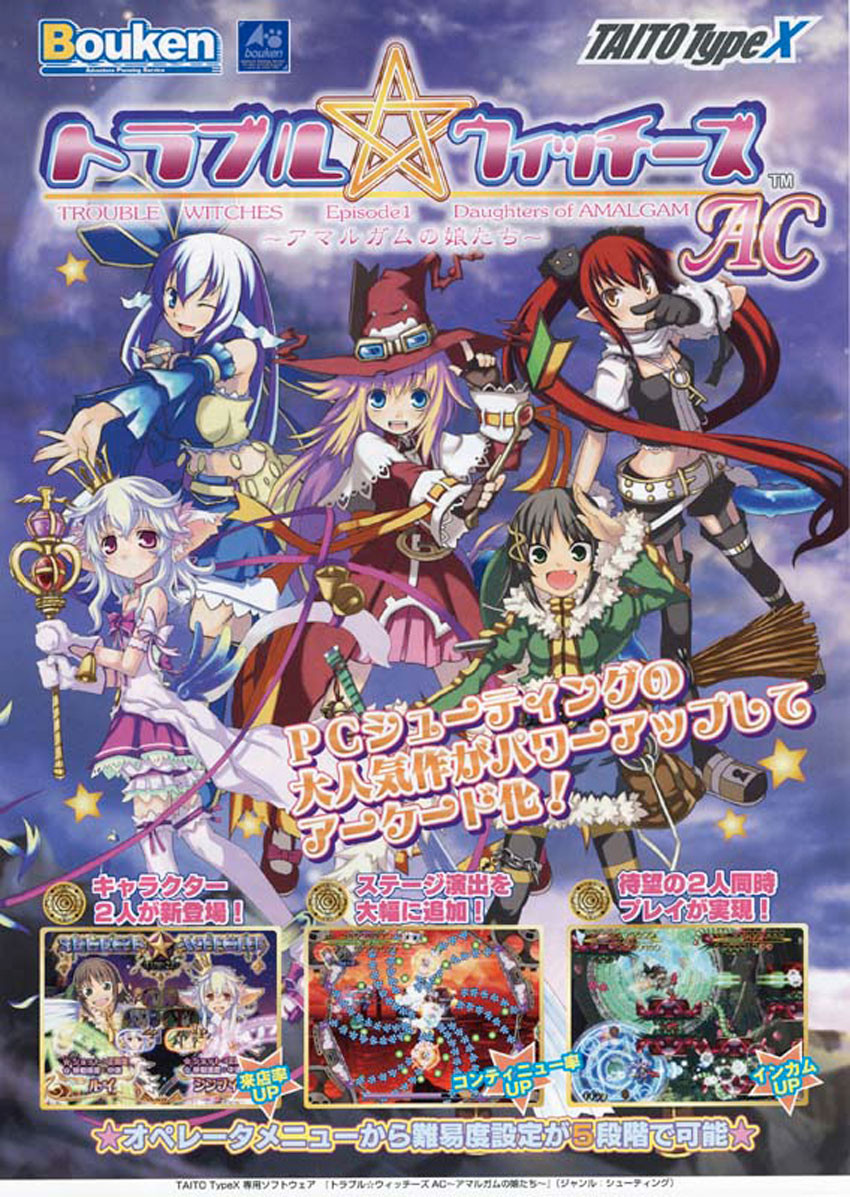 Bouken
Adventure Planning Service
bouken
TAITO TypeX
トラブル☆ウィッチーズ
TM
TROUBLE WITCHES Episode1 Daughters of AMALGAM
AC
~アマルガムの娘たち~
PCシューティングの
大人気作がパワーアップして
アーケード化!
キャラクター
2人が新登場!
ステージ演出を
大幅に追加!
待望の2人同時
プレイが実現!
ルイ
来店率
UP
コンティニュー率
UP
インカム
UP
★オペレータメニューから難易度設定が5段階で可能★
TAITO TypeX 専用ソフトウェア 『トラブル☆ウィッチーズ AC~アマルガムの娘たち~』(ジャンル:シューティング)